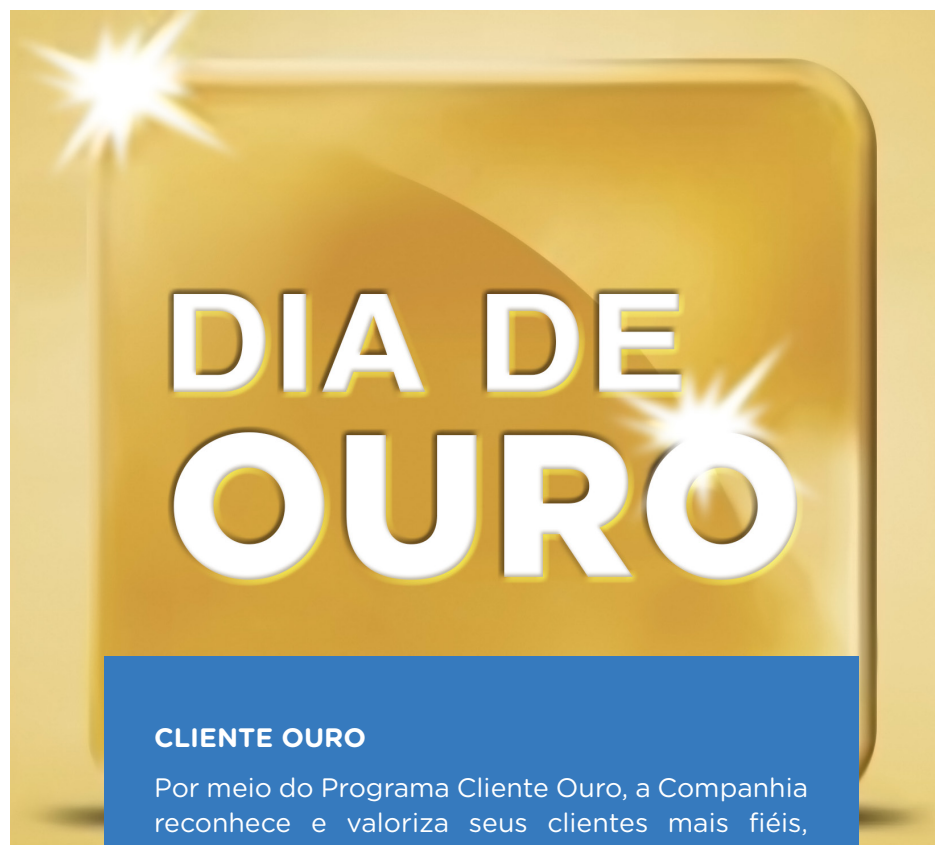 DIA DE
OURO
CLIENTE OURO
Por meio do Programa Cliente Ouro, a Companhia
reconhece e valoriza seus clientes mais fiéis,